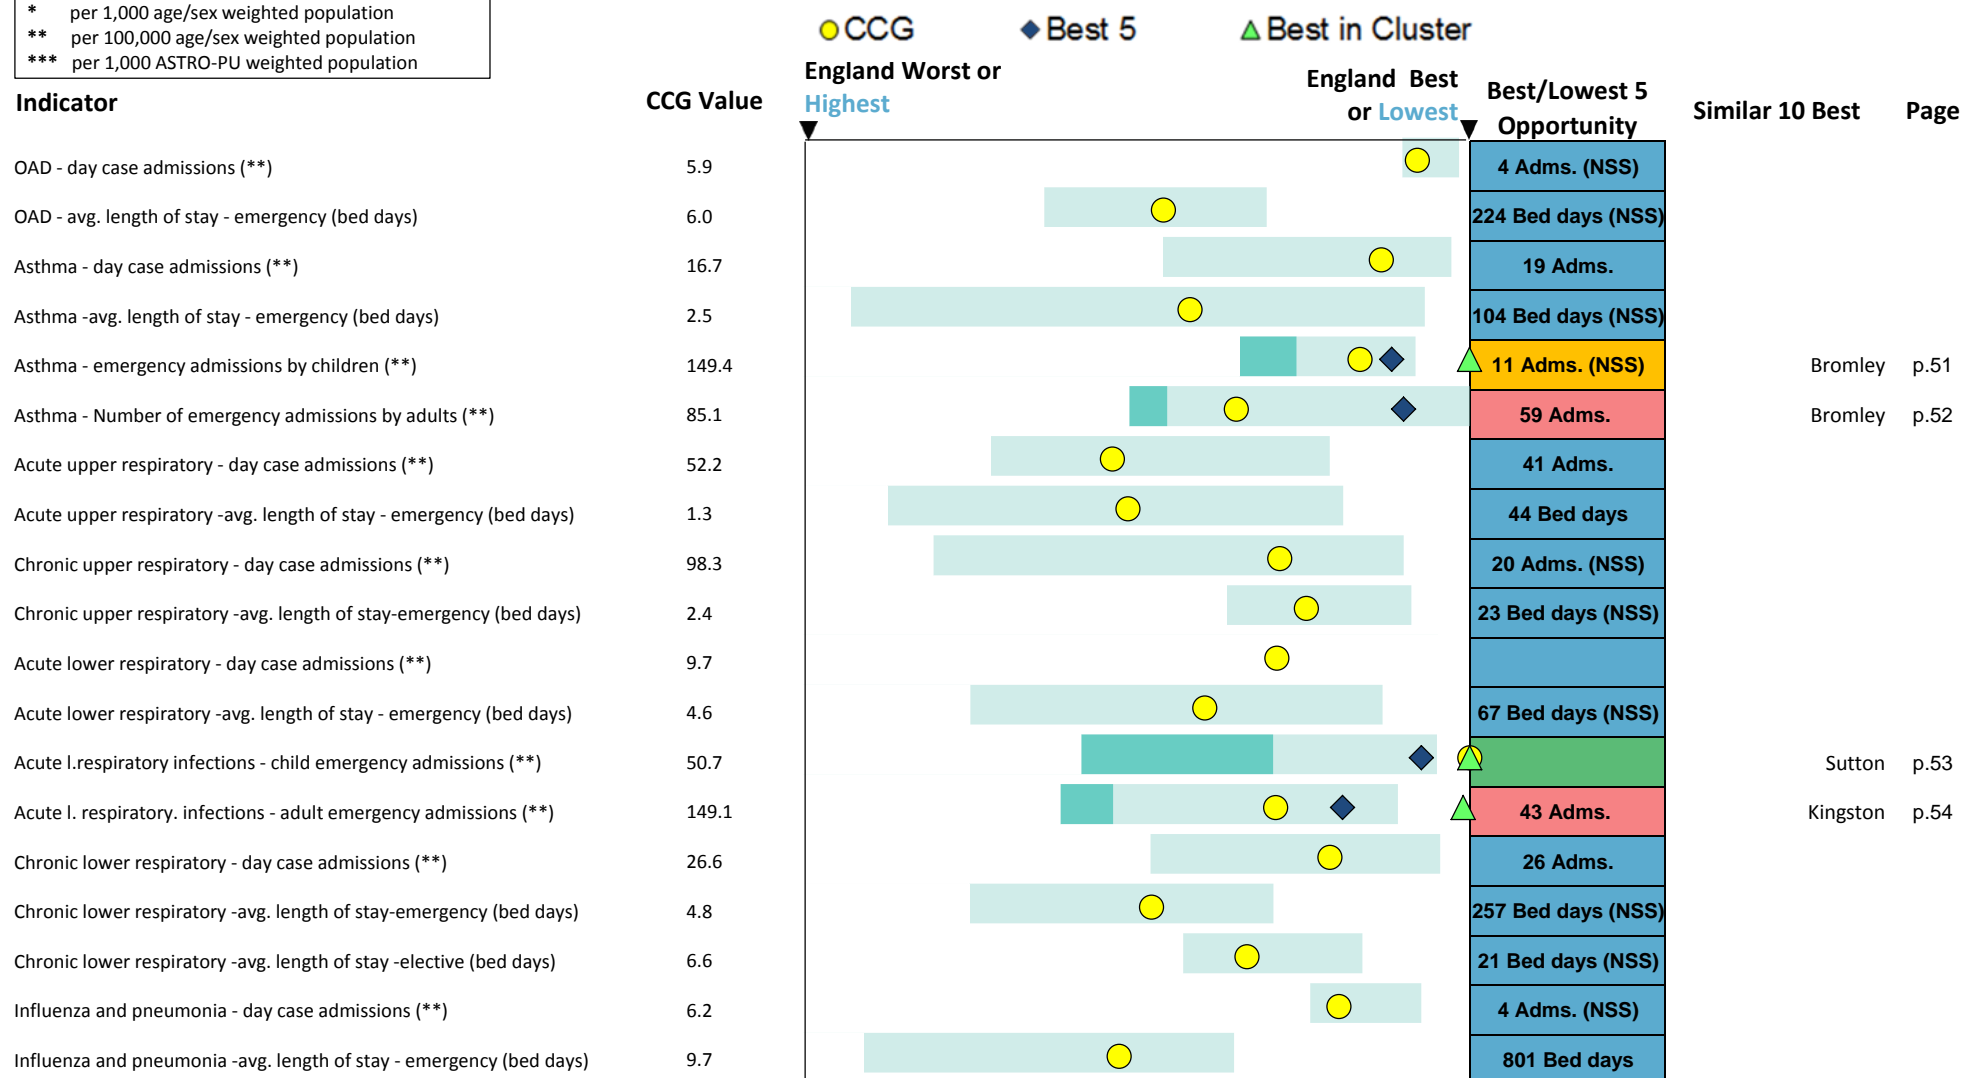 * per 1,000 age/sex weighted population
** per 100,000 age/sex weighted population
*** per 1,000 ASTRO-PU weighted population
CCG Best 5 Best in Cluster
Indicator CCG Value England Worst or Highest England Best or Lowest Best/Lowest 5 Opportunity Similar 10 Best Page
OAD - day case admissions (**) 5.9 4 Adms. (NSS)
OAD - avg. length of stay - emergency (bed days) 6.0 224 Bed days (NSS)
Asthma - day case admissions (**) 16.7 19 Adms.
Asthma -avg. length of stay - emergency (bed days) 2.5 104 Bed days (NSS)
Asthma - emergency admissions by children (**) 149.4 11 Adms. (NSS) Bromley p.51
Asthma - Number of emergency admissions by adults (**) 85.1 59 Adms. Bromley p.52
Acute upper respiratory - day case admissions (**) 52.2 41 Adms.
Acute upper respiratory -avg. length of stay - emergency (bed days) 1.3 44 Bed days
Chronic upper respiratory - day case admissions (**) 98.3 20 Adms. (NSS)
Chronic upper respiratory -avg. length of stay-emergency (bed days) 2.4 23 Bed days (NSS)
Acute lower respiratory - day case admissions (**) 9.7
Acute lower respiratory -avg. length of stay - emergency (bed days) 4.6 67 Bed days (NSS)
Acute l.respiratory infections - child emergency admissions (**) 50.7 Sutton p.53
Acute l. respiratory. infections - adult emergency admissions (**) 149.1 43 Adms. Kingston p.54
Chronic lower respiratory - day case admissions (**) 26.6 26 Adms.
Chronic lower respiratory -avg. length of stay-emergency (bed days) 4.8 257 Bed days (NSS)
Chronic lower respiratory -avg. length of stay -elective (bed days) 6.6 21 Bed days (NSS)
Influenza and pneumonia - day case admissions (**) 6.2 4 Adms. (NSS)
Influenza and pneumonia -avg. length of stay - emergency (bed days) 9.7 801 Bed days